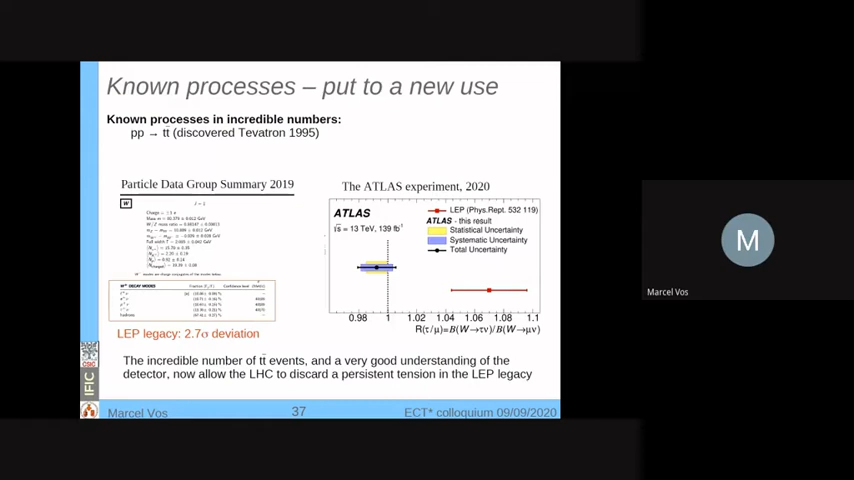 Known processes – put to a new use
Known processes in incredible numbers:
pp → tt̄ (discovered Tevatron 1995)
Particle Data Group Summary 2019
W
J = 1
W⁺ DECAY MODES
LEP legacy: 2.7σ deviation
The ATLAS experiment, 2020
ATLAS
√s = 13 TeV, 139 fb⁻¹
LEP (Phys.Rept. 532 119)
ATLAS - this result
Statistical Uncertainty
Systematic Uncertainty
Total Uncertainty
0.98 1 1.02 1.04 1.06 1.08 1.1
R(τ/μ)=B(W→τν)/B(W→μν)
The incredible number of tt̄ events, and a very good understanding of the
detector, now allow the LHC to discard a persistent tension in the LEP legacy
CSIC
IFIC
Marcel Vos 37 ECT* colloquium 09/09/2020
M
Marcel Vos